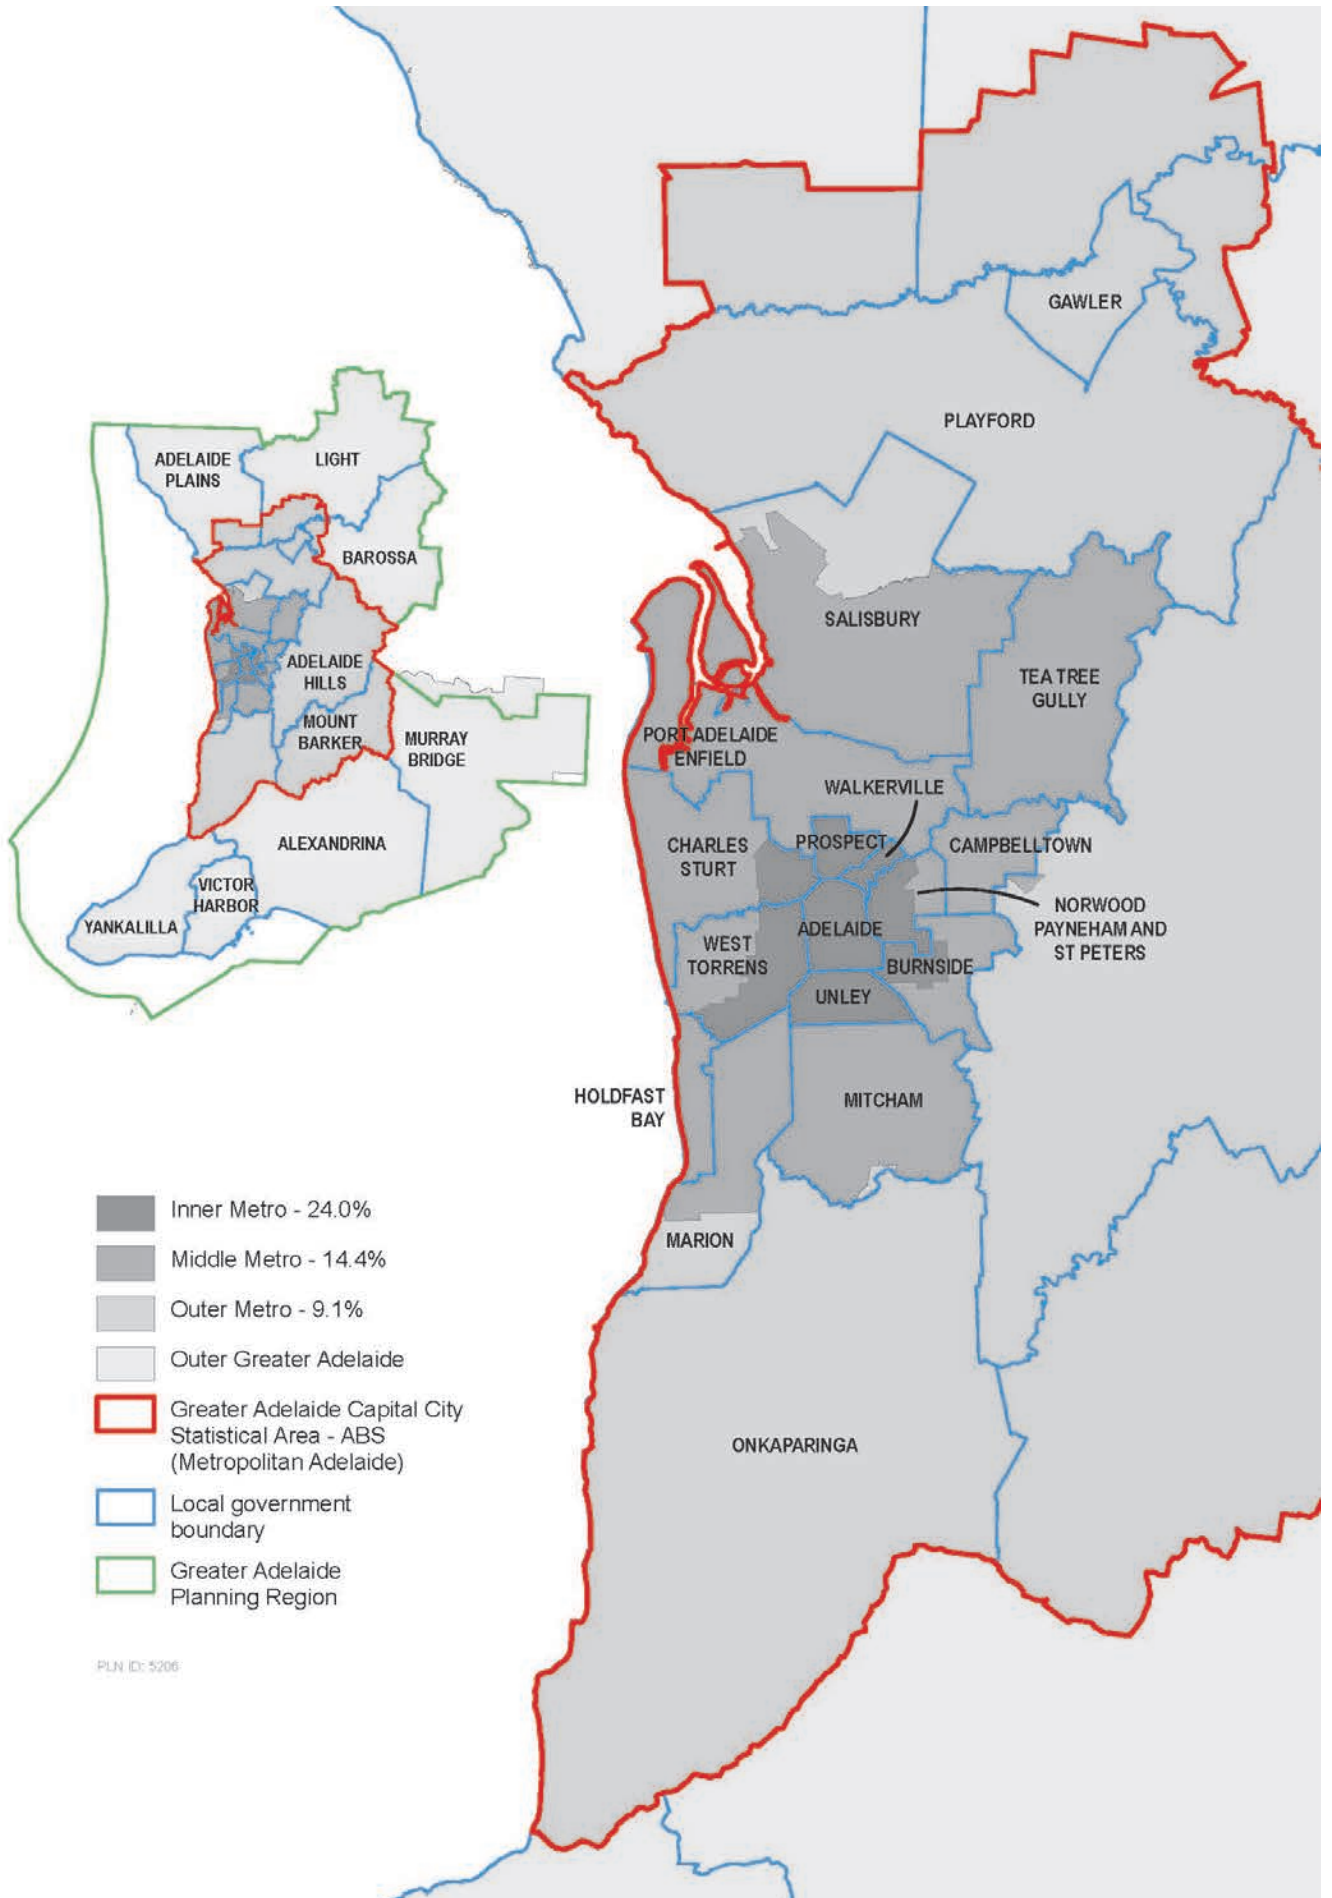 GAWLER
PLAYFORD
ADELAIDE
PLAINS
LIGHT
BAROSSA
SALISBURY
TEA TREE
GULLY
ADELAIDE
HILLS
MOUNT
BARKER
MURRAY
BRIDGE
PORT ADELAIDE
ENFIELD
WALKERVILLE
ALEXANDRINA
PROSPECT
CHARLES
STURT
CAMPBELLTOWN
VICTOR
HARBOR
YANKALILLA
NORWOOD
PAYNEHAM AND
ST PETERS
ADELAIDE
WEST
TORRENS
BURNSIDE
UNLEY
HOLDFAST
BAY
MITCHAM
MARION
ONKAPARINGA
Inner Metro - 24.0%
Middle Metro - 14.4%
Outer Metro - 9.1%
Outer Greater Adelaide
Greater Adelaide Capital City
Statistical Area - ABS
(Metropolitan Adelaide)
Local government
boundary
Greater Adelaide
Planning Region
PLN ID: 5206